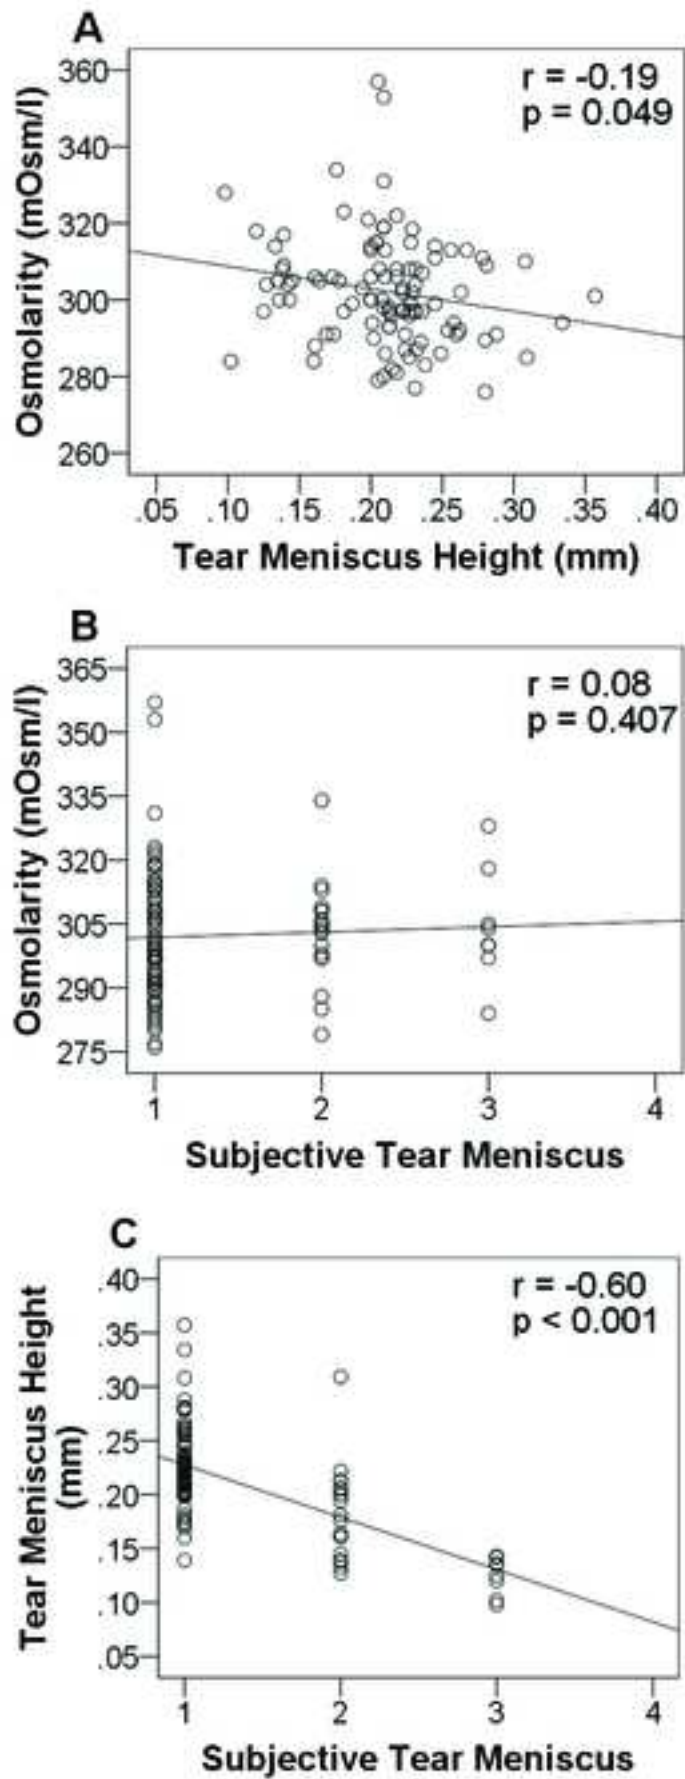 A
r = -0.19
p = 0.049
Osmolarity (mOsm/l)
360
340
320
300
280
260
.05 .10 .15 .20 .25 .30 .35 .40
Tear Meniscus Height (mm)
B
r = 0.08
p = 0.407
Osmolarity (mOsm/l)
365
350
335
320
305
290
275
1 2 3 4
Subjective Tear Meniscus
C
r = -0.60
p < 0.001
Tear Meniscus Height
(mm)
.40
.35
.30
.25
.20
.15
.10
.05
1 2 3 4
Subjective Tear Meniscus